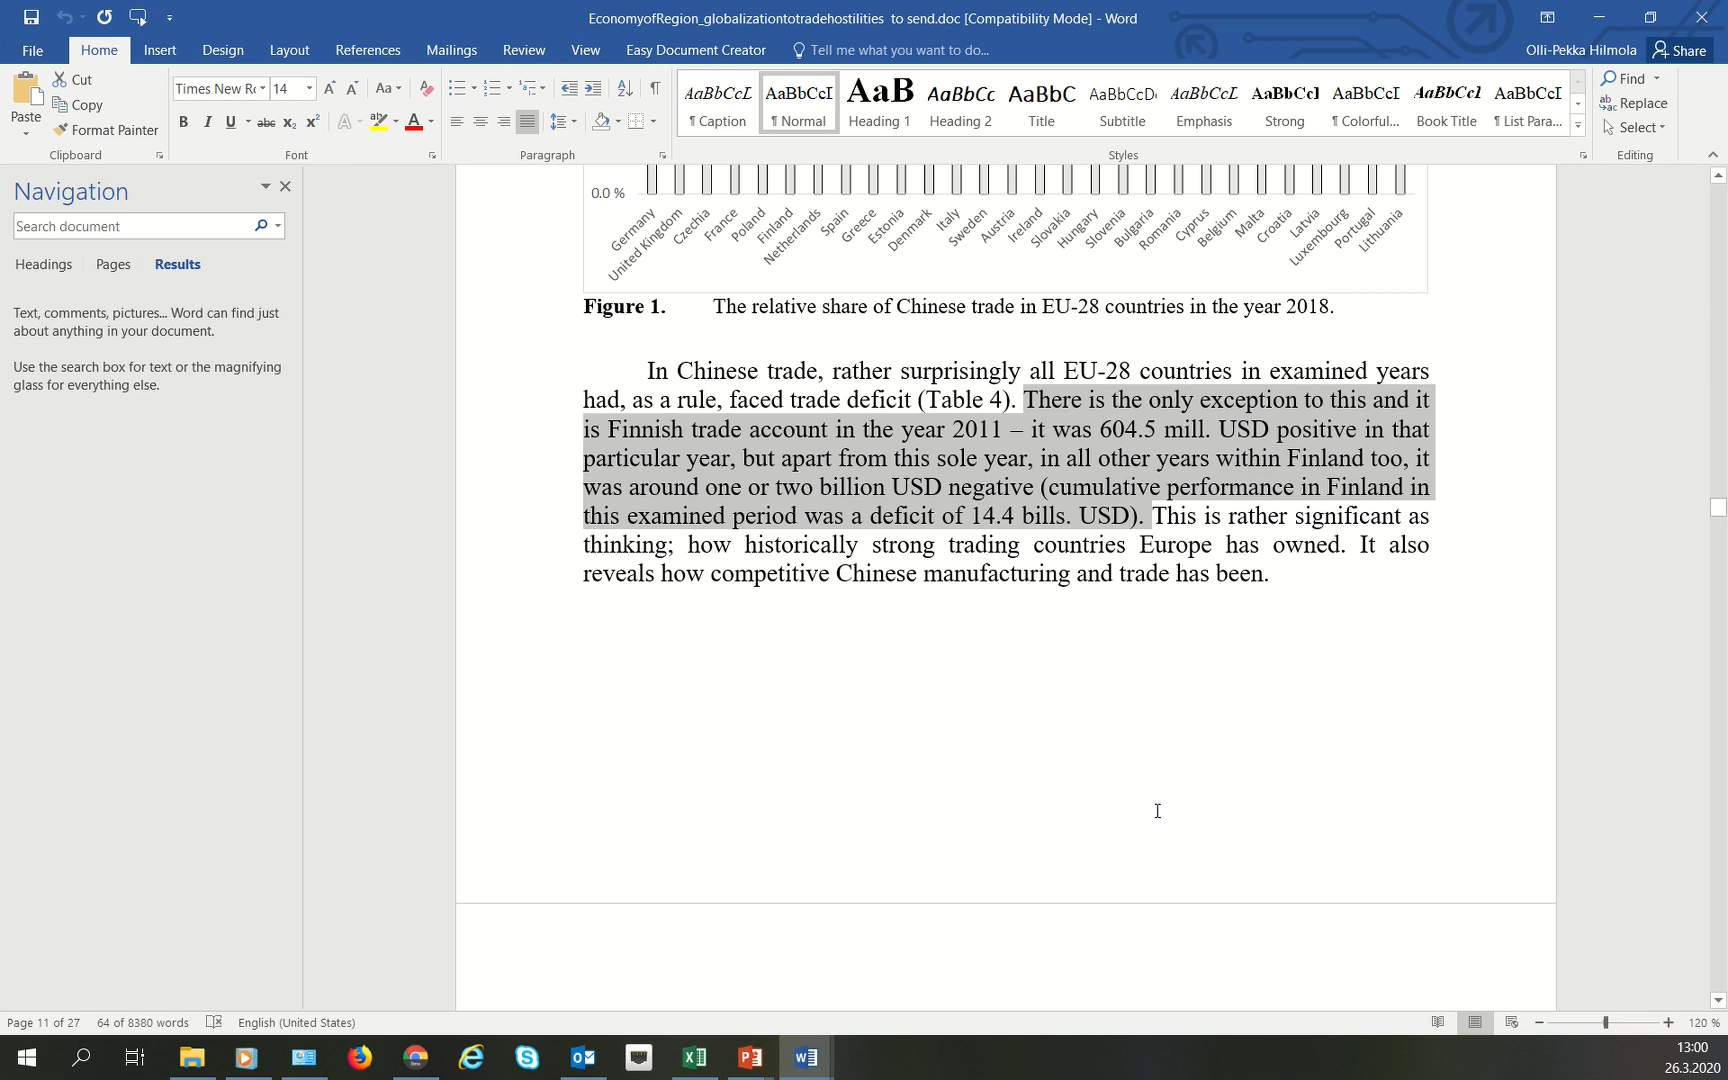 EconomyofRegion_globalizationtotradehostilities to send.doc [Compatibility Mode] - Word
File Home Insert Design Layout References Mailings Review View Easy Document Creator Tell me what you want to do... Olli-Pekka Hilmola Share
Paste
Cut
Copy
Format Painter
Clipboard
Times New Rc 14
Aa
B I U abc X₂ X²
Font
Paragraph
AaBbCcL AaBbCcI AaB AaBbCc AaBbC AaBbCcD AaBbCcL AaBbCcI AaBbCcI AaBbCcI AaBbCcI
¶ Caption ¶ Normal Heading 1 Heading 2 Title Subtitle Emphasis Strong ¶ Colorful... Book Title ¶ List Para...
Styles
Find
Replace
Select
Editing
Navigation
Search document
Headings Pages Results
Text, comments, pictures... Word can find just
about anything in your document.
Use the search box for text or the magnifying
glass for everything else.
0.0 %
Germany
United Kingdom
Czechia
France
Poland
Finland
Netherlands
Spain
Greece
Estonia
Denmark
Italy
Sweden
Austria
Ireland
Slovakia
Hungary
Slovenia
Bulgaria
Romania
Cyprus
Belgium
Malta
Croatia
Latvia
Luxembourg
Portugal
Lithuania
Figure 1. The relative share of Chinese trade in EU-28 countries in the year 2018.
In Chinese trade, rather surprisingly all EU-28 countries in examined years
had, as a rule, faced trade deficit (Table 4). There is the only exception to this and it
is Finnish trade account in the year 2011 – it was 604.5 mill. USD positive in that
particular year, but apart from this sole year, in all other years within Finland too, it
was around one or two billion USD negative (cumulative performance in Finland in
this examined period was a deficit of 14.4 bills. USD). This is rather significant as
thinking; how historically strong trading countries Europe has owned. It also
reveals how competitive Chinese manufacturing and trade has been.
Page 11 of 27 64 of 8380 words English (United States) 120 %
13:00
26.3.2020